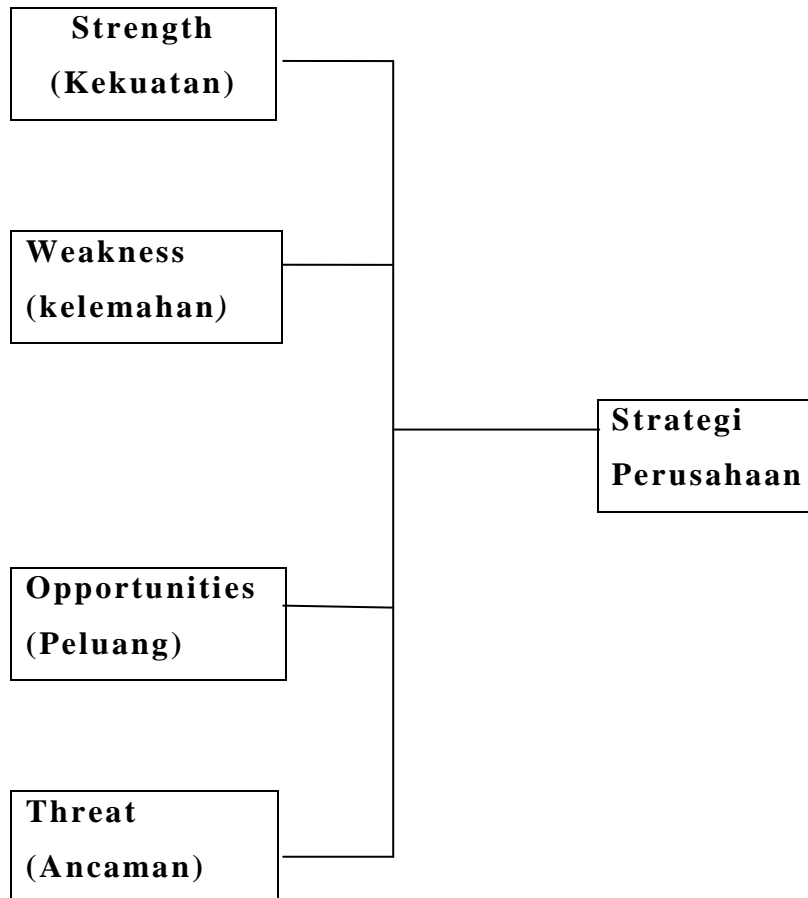 Strength
(Kekuatan)
Weakness
(kelemahan)
Opportunities
(Peluang)
Threat
(Ancaman)
Strategi
Perusahaan